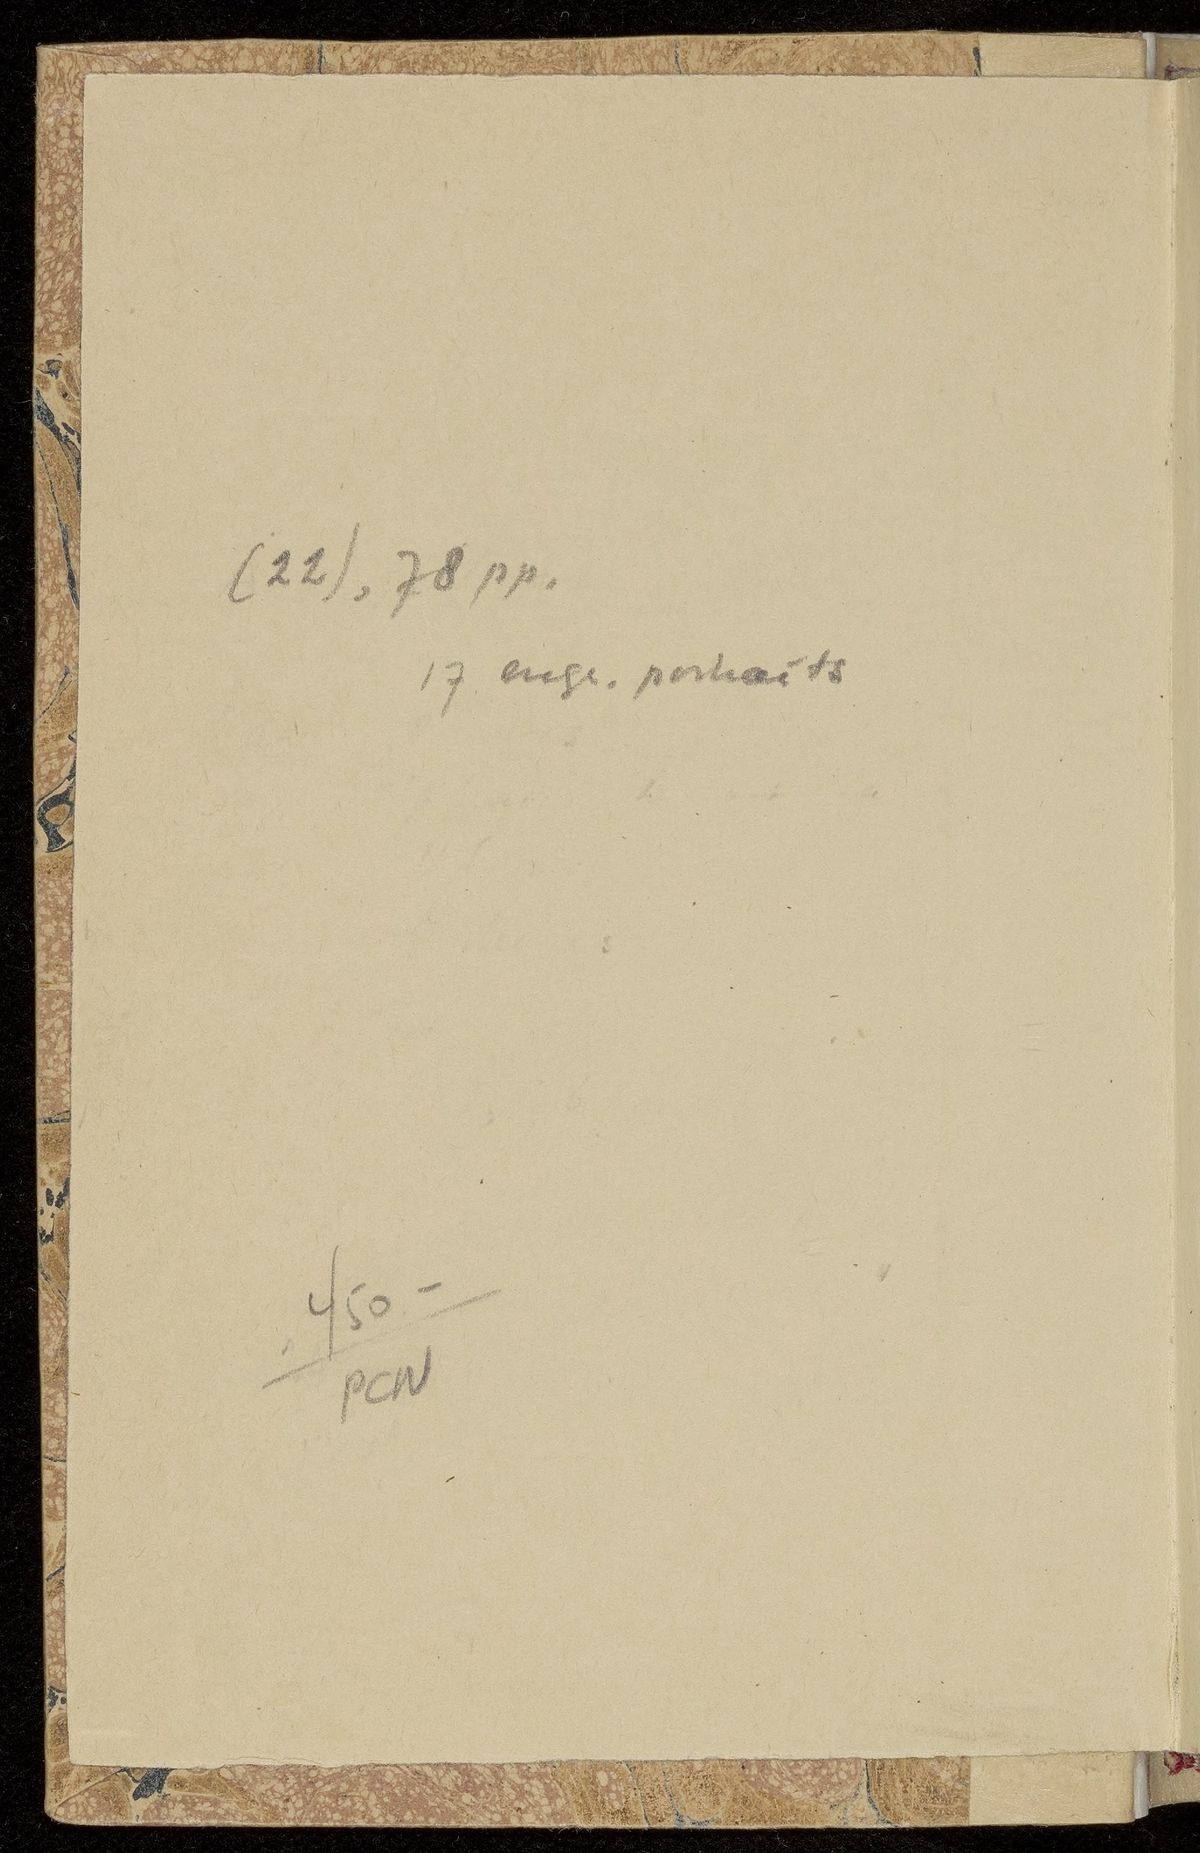 (22), 78 pp.
17 engr. portraits
450 -
PCN